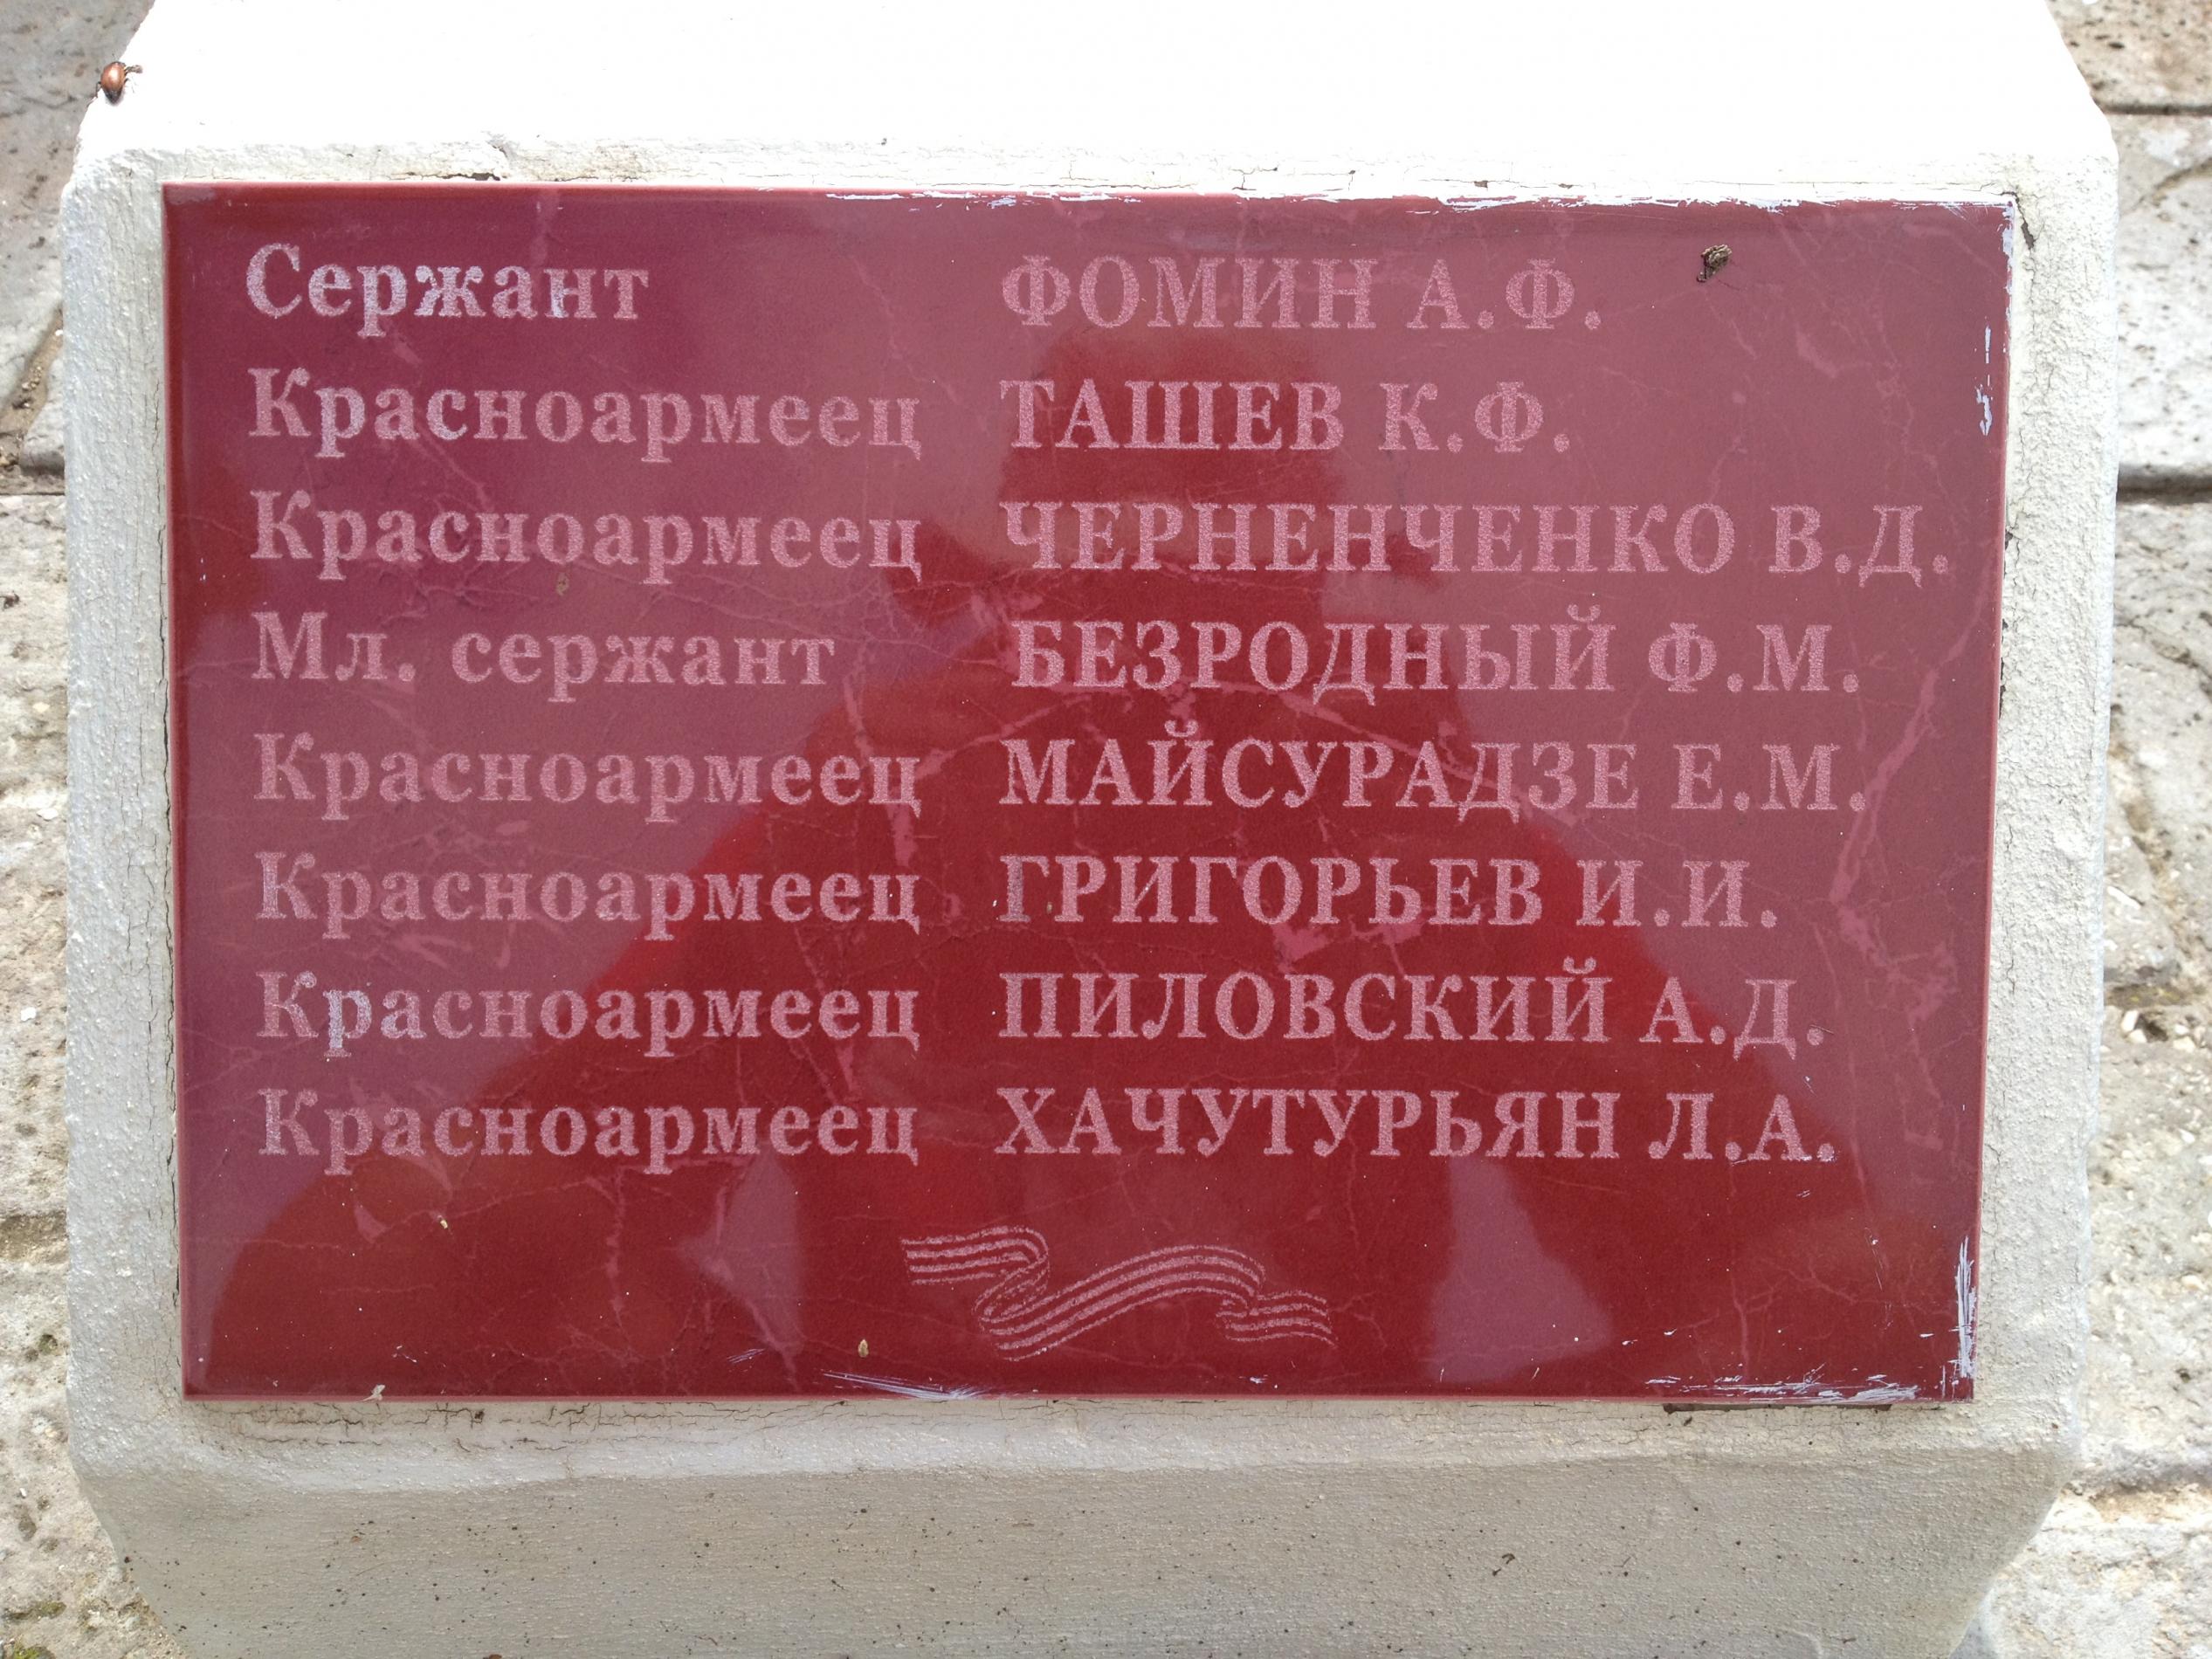 Сержант ФОМИН А.Ф.
Красноармеец ТАШЕВ К.Ф.
Красноармеец ЧЕРНЕНЧЕНКО В.Д.
Мл. сержант БЕЗРОДНЫЙ Ф.М.
Красноармеец МАЙСУРАДЗЕ Е.М.
Красноармеец ГРИГОРЬЕВ И.И.
Красноармеец ПИЛОВСКИЙ А.Д.
Красноармеец ХАЧУТУРЬЯН Л.А.